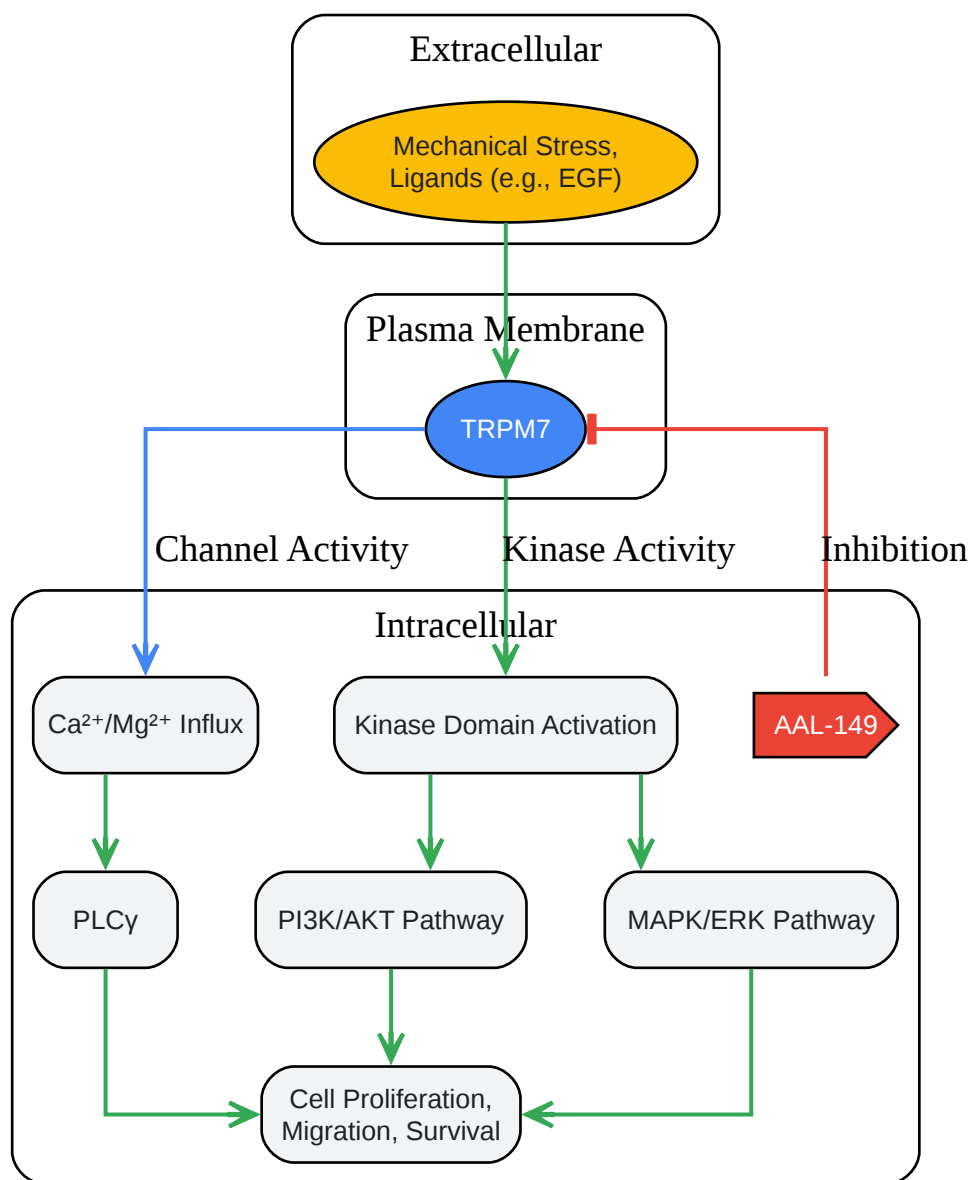 Extracellular
Mechanical Stress,
Ligands (e.g., EGF)
Plasma Membrane
TRPM7
Channel Activity
Kinase Activity
Inhibition
Intracellular
Ca²⁺/Mg²⁺ Influx
Kinase Domain Activation
AAL-149
PLCγ
PI3K/AKT Pathway
MAPK/ERK Pathway
Cell Proliferation,
Migration, Survival